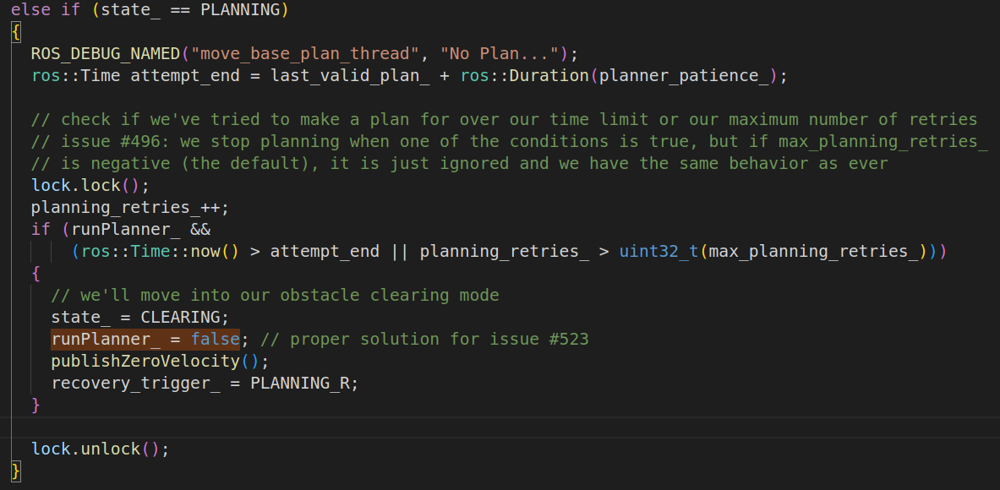 else if (state_ == PLANNING)
{
  ROS_DEBUG_NAMED("move_base_plan_thread", "No Plan...");
  ros::Time attempt_end = last_valid_plan_ + ros::Duration(planner_patience_);

  // check if we've tried to make a plan for over our time limit or our maximum number of retries
  // issue #496: we stop planning when one of the conditions is true, but if max_planning_retries_
  // is negative (the default), it is just ignored and we have the same behavior as ever
  lock.lock();
  planning_retries_++;
  if (runPlanner_ &&
      (ros::Time::now() > attempt_end || planning_retries_ > uint32_t(max_planning_retries_)))
  {
    // we'll move into our obstacle clearing mode
    state_ = CLEARING;
    runPlanner_ = false; // proper solution for issue #523
    publishZeroVelocity();
    recovery_trigger_ = PLANNING_R;
  }

  lock.unlock();
}